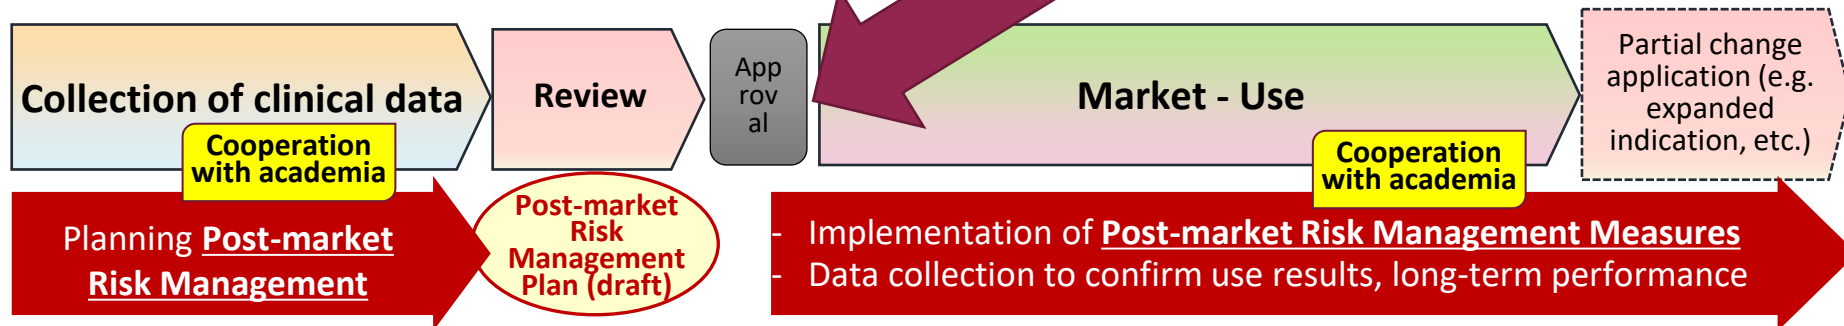 Collection of clinical data
Cooperation
with academia
Review
App
rov
al
Market - Use
Cooperation
with academia
Partial change
application (e.g.
expanded
indication, etc.)
Planning Post-market
Risk Management
Post-market
Risk
Management
Plan (draft)
- Implementation of Post-market Risk Management Measures
- Data collection to confirm use results, long-term performance